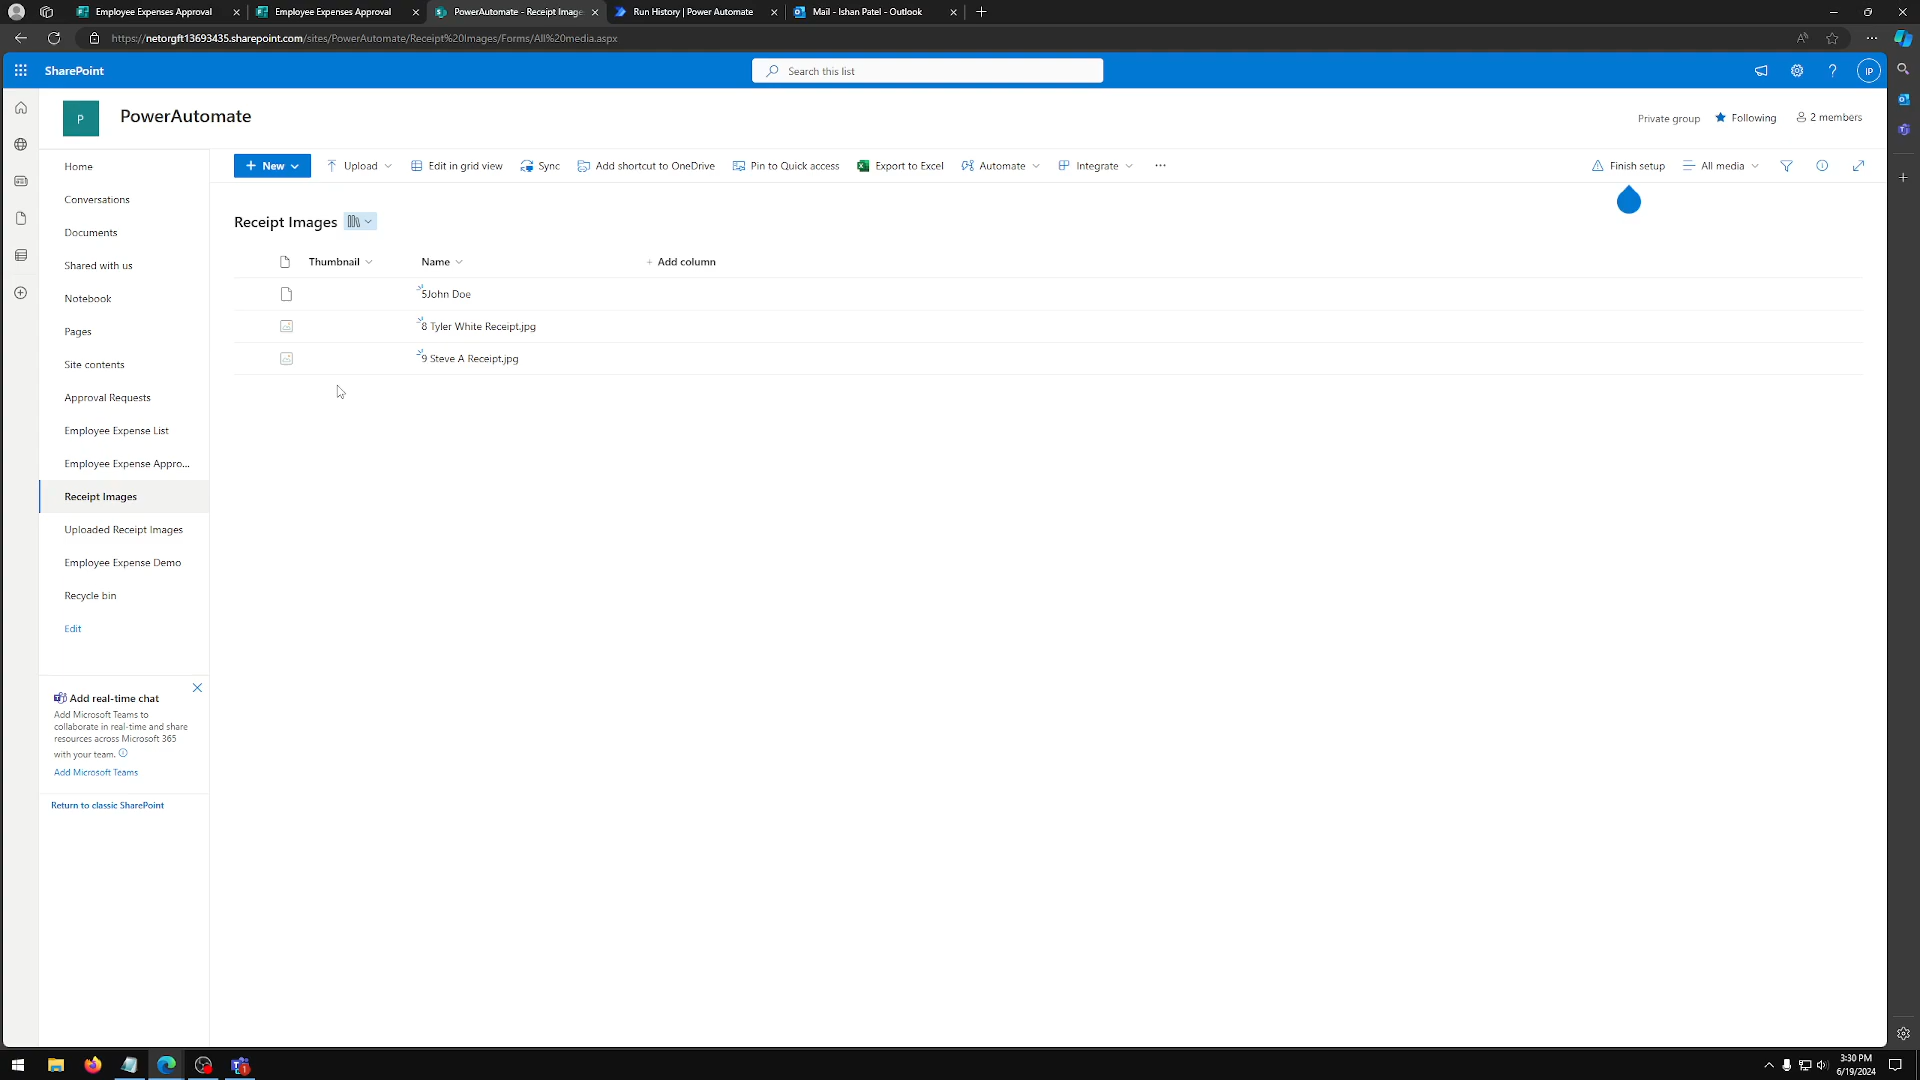 Employee Expenses Approval
Employee Expenses Approval
PowerAutomate - Receipt Image
Run History | Power Automate
Mail - Ishan Patel - Outlook
https://netorgft13693435.sharepoint.com/sites/PowerAutomate/Receipt%20Images/Forms/All%20media.aspx
SharePoint
Search this list
IP
P
PowerAutomate
Private group
Following
2 members
Home
Conversations
Documents
Shared with us
Notebook
Pages
Site contents
Approval Requests
Employee Expense List
Employee Expense Appro...
Receipt Images
Uploaded Receipt Images
Employee Expense Demo
Recycle bin
Edit
New
Upload
Edit in grid view
Sync
Add shortcut to OneDrive
Pin to Quick access
Export to Excel
Automate
Integrate
Finish setup
All media
Receipt Images
Thumbnail
Name
Add column
5John Doe
8 Tyler White Receipt.jpg
9 Steve A Receipt.jpg
Add real-time chat
Add Microsoft Teams to
collaborate in real-time and share
resources across Microsoft 365
with your team.
Add Microsoft Teams
Return to classic SharePoint
1
3:30 PM
6/19/2024